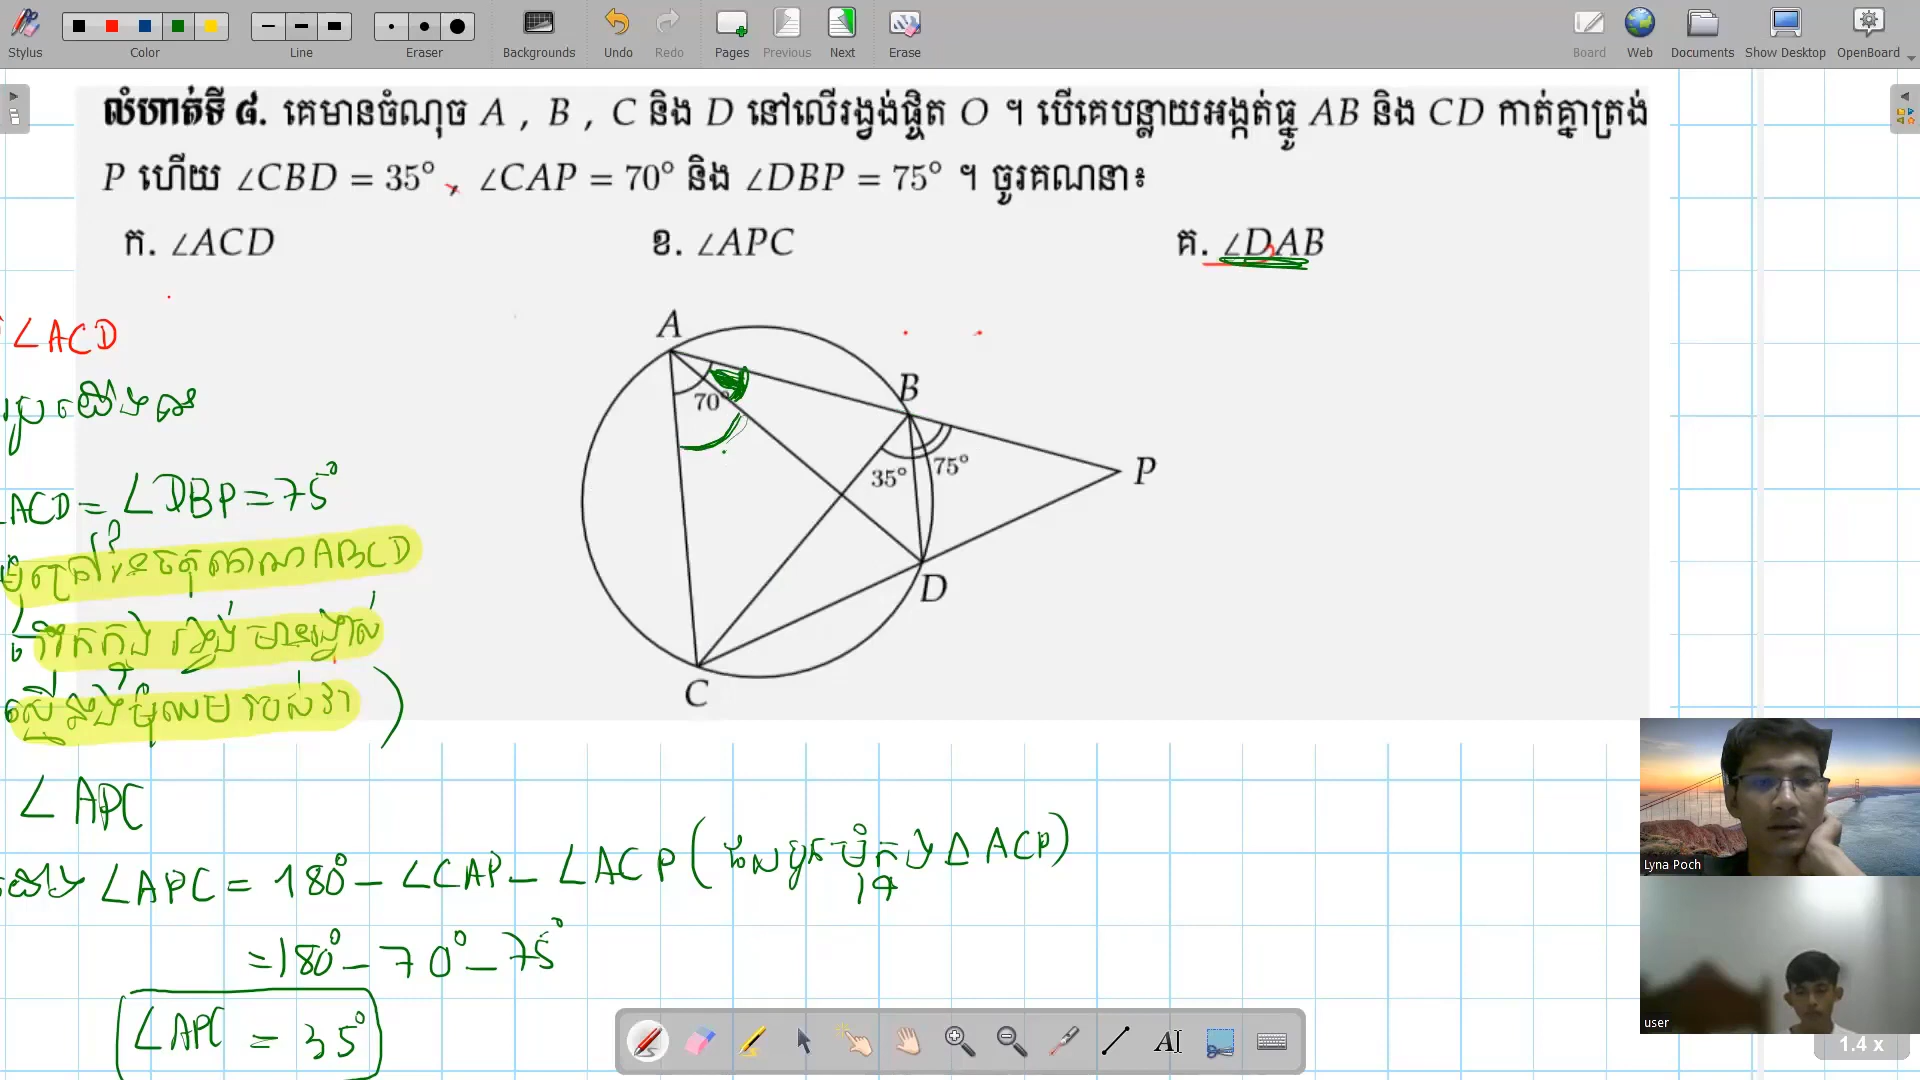 Stylus
Color
Line
Eraser
Backgrounds
Undo
Redo
Pages
Previous
Next
Erase
Board
Web
Documents
Show Desktop
OpenBoard
លំហាត់ទី ៨. គេមានចំណុច A , B , C និង D នៅលើរង្វង់ផ្ចិត O ។ បើគេបន្លាយអង្កត់ធ្នូ AB និង CD កាត់គ្នាត្រង់
P ហើយ ∠CBD = 35° , ∠CAP = 70° និង ∠DBP = 75° ។ ចូរគណនា៖
ក. ∠ACD
ខ. ∠APC
គ. ∠DAB
∠ACD
A
70°
B
35°
75°
P
D
C
∠ACD = ∠DBP = 75°
ABCD
∠APC
∠APC = 180° - ∠CAP - ∠ACP ( Δ ACP)
= 180° - 70° - 75°
∠APC = 35°
Lyna Poch
user
1.4 x